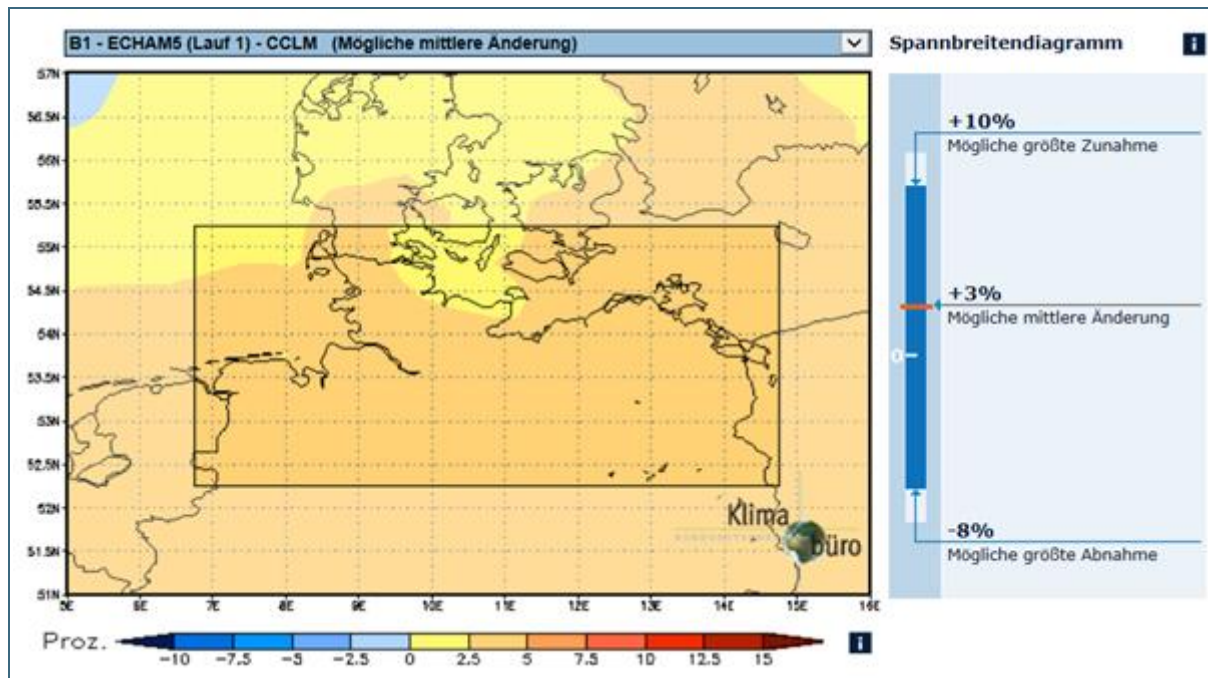 B1 - ECHAM5 (Lauf 1) - CCLM (Mögliche mittlere Änderung)
Spannbreitendiagramm
i
57N
56.5N
56N
55.5N
55N
54.5N
54N
53.5N
53N
52.5N
52N
51.5N
51N
5E 6E 7E 8E 9E 10E 11E 12E 13E 14E 15E 16E
Klima
büro
Proz.
-10 -7.5 -5 -2.5 0 2.5 5 7.5 10 12.5 15
i
+10%
Mögliche größte Zunahme
+3%
Mögliche mittlere Änderung
0
-8%
Mögliche größte Abnahme